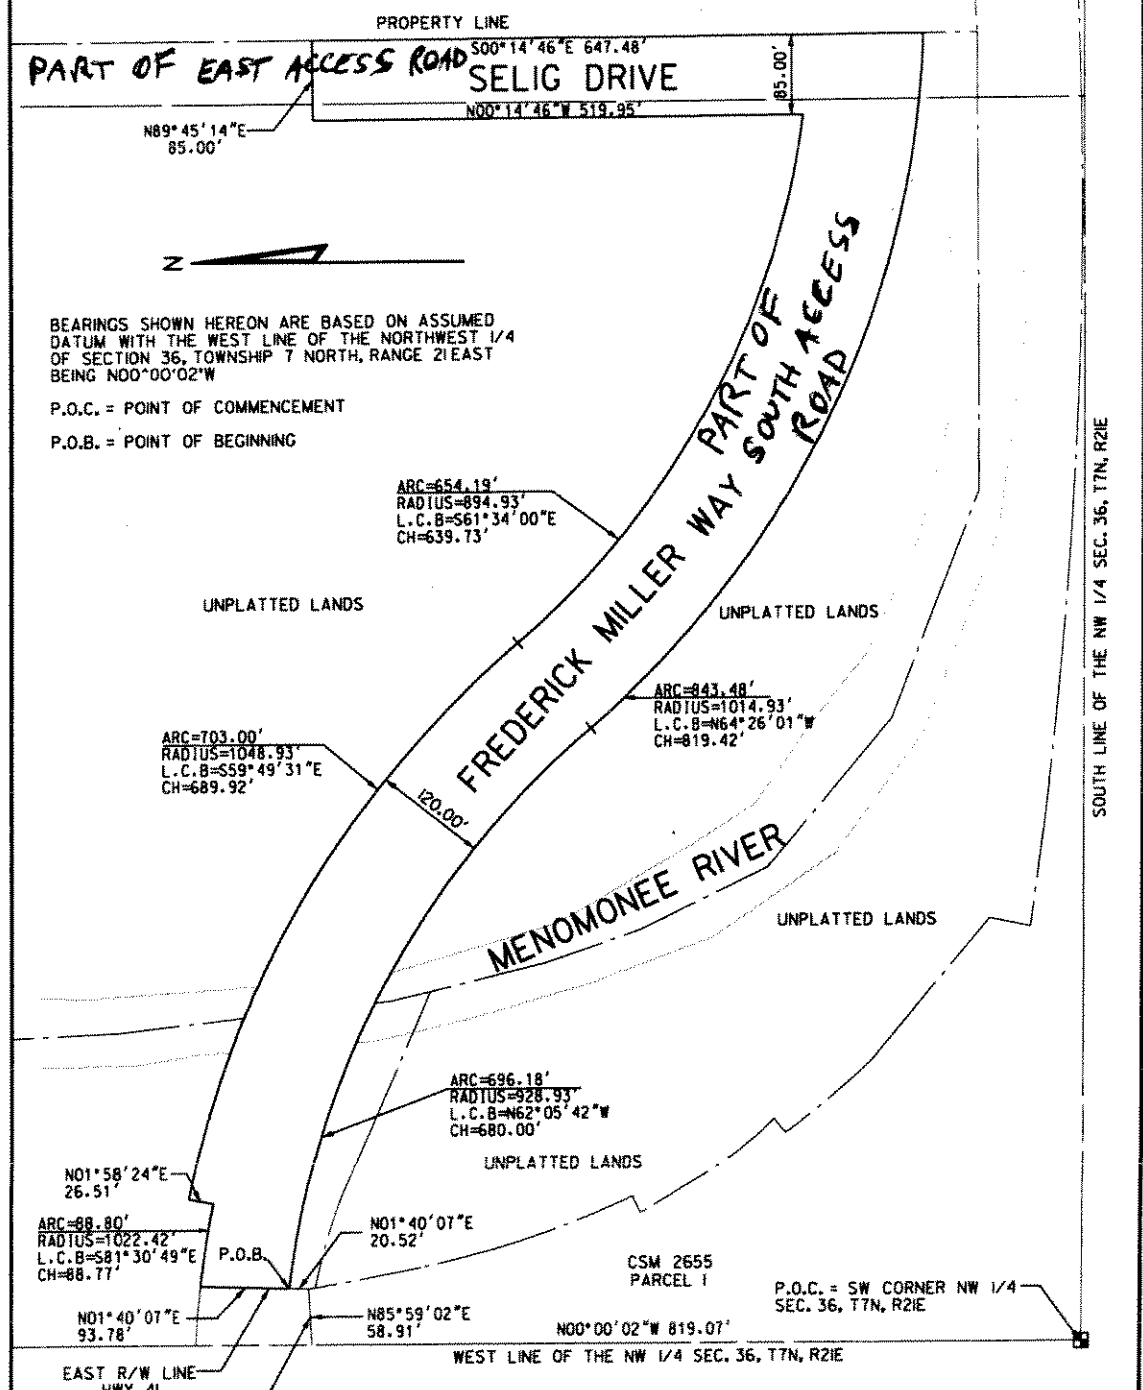 PROPERTY LINE
S00°14'46"E 647.48'
PART OF EAST ACCESS ROAD
SELIG DRIVE
85.00'
N00°14'46"W 519.95'
N89°45'14"E
85.00'
Z
BEARINGS SHOWN HEREON ARE BASED ON ASSUMED
DATUM WITH THE WEST LINE OF THE NORTHWEST 1/4
OF SECTION 36, TOWNSHIP 7 NORTH, RANGE 21 EAST
BEING N00°00'02"W
P.O.C. = POINT OF COMMENCEMENT
P.O.B. = POINT OF BEGINNING
PART OF
SOUTH ACCESS
ROAD
ARC=654.19'
RADIUS=894.93'
L.C.B=S61°34'00"E
CH=639.73'
UNPLATTED LANDS
UNPLATTED LANDS
FREDERICK MILLER WAY
SOUTH LINE OF THE NW 1/4 SEC. 36, T7N, R21E
ARC=843.48'
RADIUS=1014.93'
L.C.B=N64°26'01"W
CH=819.42'
ARC=703.00'
RADIUS=1048.93'
L.C.B=S59°49'31"E
CH=689.92'
120.00'
MENOMONEE RIVER
UNPLATTED LANDS
ARC=696.18'
RADIUS=928.93'
L.C.B=N62°05'42"W
CH=680.00'
UNPLATTED LANDS
N01°58'24"E
26.51'
ARC=88.80'
RADIUS=1022.42'
L.C.B=S81°30'49"E
CH=88.77'
P.O.B.
N01°40'07"E
20.52'
CSM 2655
PARCEL 1
P.O.C. = SW CORNER NW 1/4
SEC. 36, T7N, R21E
N01°40'07"E
93.78'
N85°59'02"E
58.91'
N00°00'02"W 819.07'
WEST LINE OF THE NW 1/4 SEC. 36, T7N, R21E
EAST R/W LINE
HWY 41